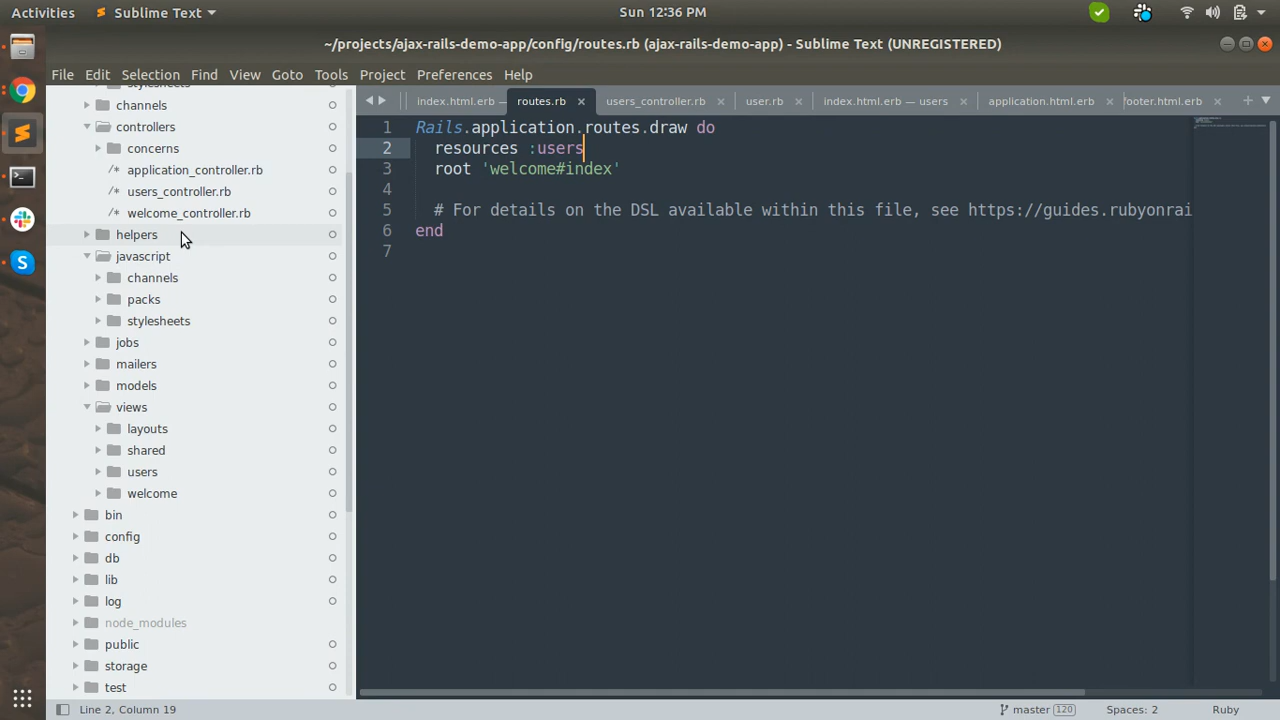 Activities
Sublime Text
Sun 12:36 PM
~/projects/ajax-rails-demo-app/config/routes.rb (ajax-rails-demo-app) - Sublime Text (UNREGISTERED)
File Edit Selection Find View Goto Tools Project Preferences Help
index.html.erb — routes.rb users_controller.rb user.rb index.html.erb — users application.html.erb footer.html.erb
stylesheets
channels
controllers
concerns
application_controller.rb
users_controller.rb
welcome_controller.rb
helpers
javascript
channels
packs
stylesheets
jobs
mailers
models
views
layouts
shared
users
welcome
bin
config
db
lib
log
node_modules
public
storage
test
1 Rails.application.routes.draw do
2 resources :users
3 root 'welcome#index'
4
5 # For details on the DSL available within this file, see https://guides.rubyonrai
6 end
7
Line 2, Column 19
master 120
Spaces: 2
Ruby